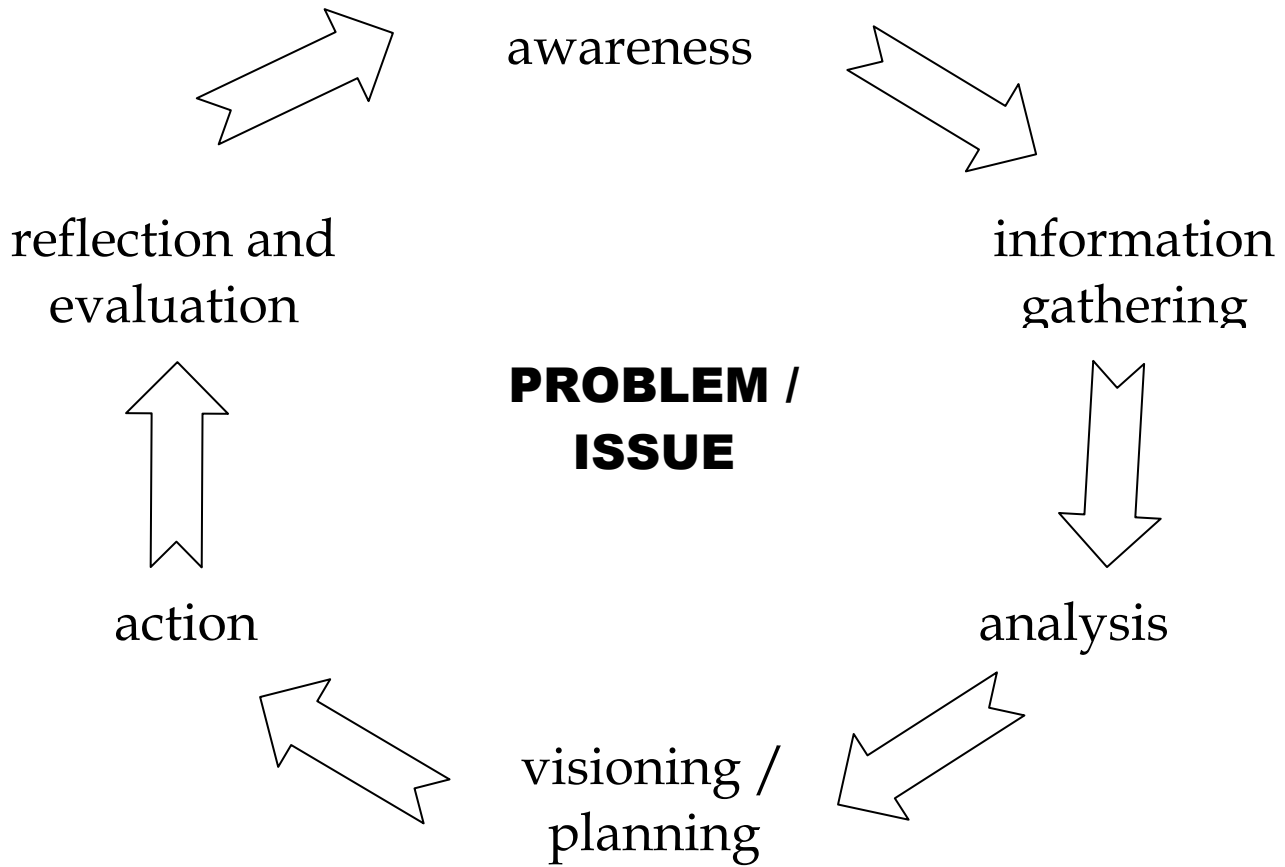 awareness
reflection and
evaluation
information
gathering
PROBLEM /
ISSUE
action
analysis
visioning /
planning